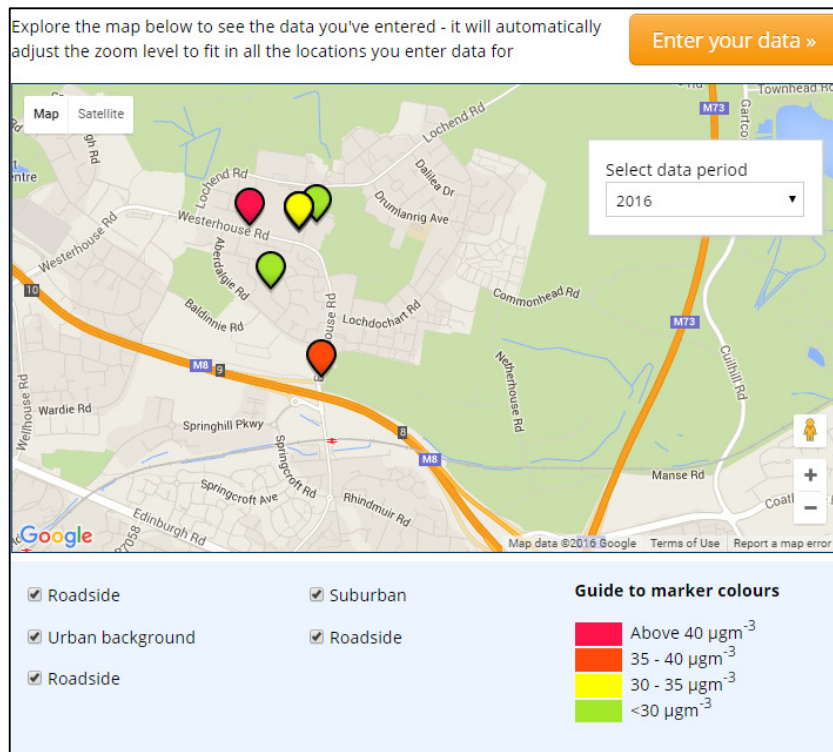 Explore the map below to see the data you've entered - it will automatically
adjust the zoom level to fit in all the locations you enter data for
Enter your data »
Map
Satellite
Select data period
2016
Townhead Rd
M73
Lochend Rd
Lochend Rd
Dalilea Dr
Drumlanrig Ave
Westerhouse Rd
Westerhouse Rd
Aberdalgie Rd
Baldinnie Rd
Lochdochart Rd
Commonhead Rd
M73
Cuilhill Rd
Netherhouse Rd
10
M8
9
Wardie Rd
Wellhouse Rd
Springhill Pkwy
8
M8
Manse Rd
Springcroft Rd
Springcroft Ave
Rhindmuir Rd
Edinburgh Rd
Google
Map data ©2016 Google
Terms of Use
Report a map error
Roadside
Suburban
Urban background
Roadside
Roadside
Guide to marker colours
Above 40 µgm-3
35 - 40 µgm-3
30 - 35 µgm-3
<30 µgm-3